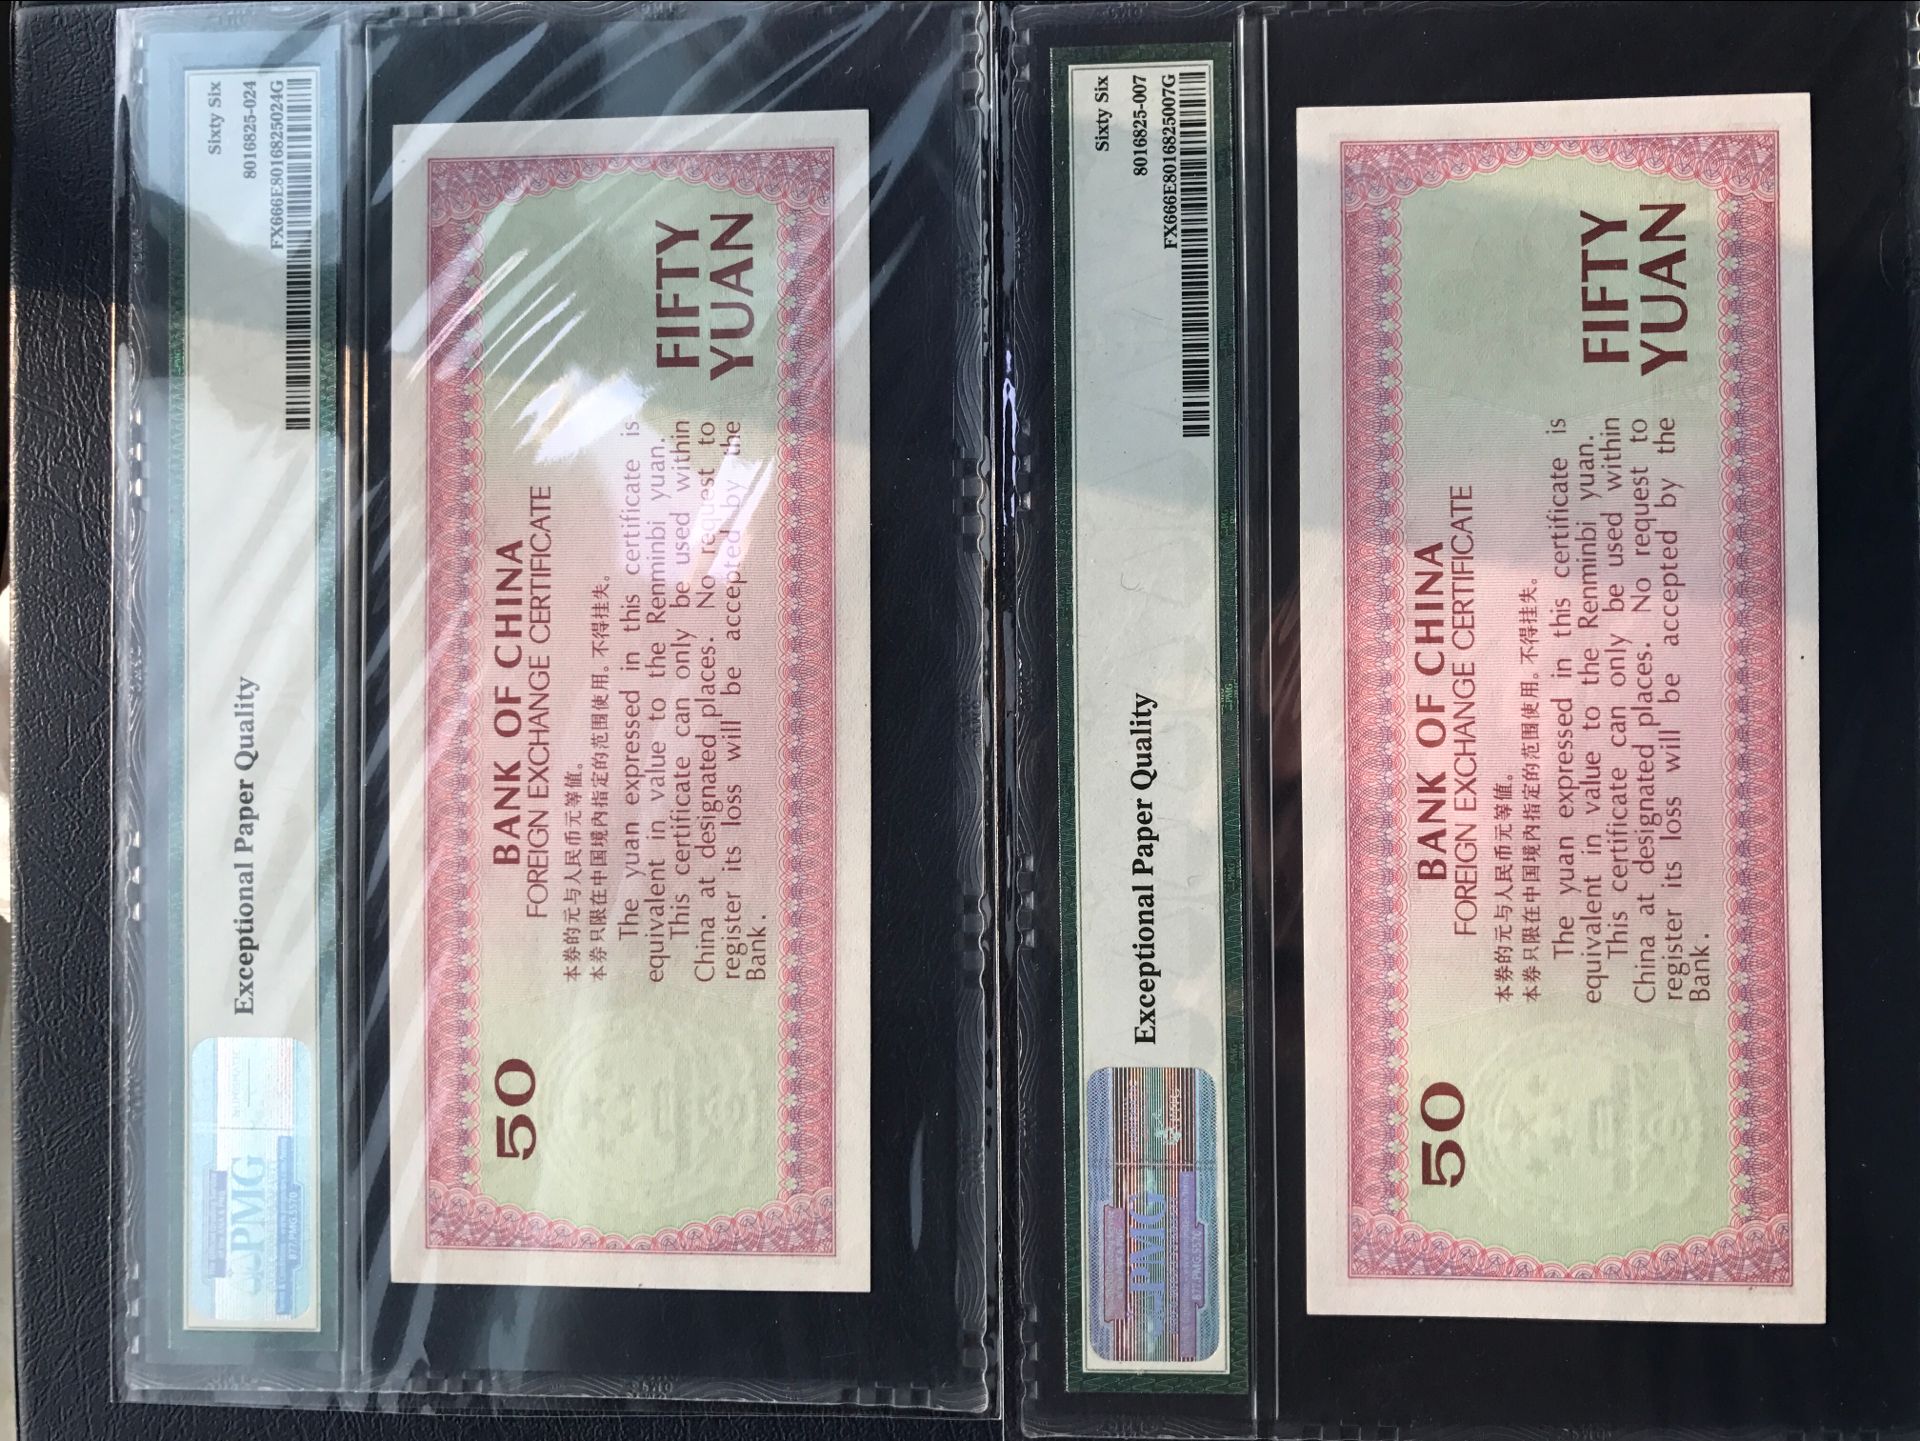 Sixty Six
8016825-024
FX666E8016825024G
Exceptional Paper Quality
PMG
877.PMG.5570
50
BANK OF CHINA
FOREIGN EXCHANGE CERTIFICATE
本券的元与人民币元等值。
本券只限在中国境内指定的范围使用。不得挂失。
The yuan expressed in this certificate is
equivalent in value to the Renminbi yuan.
This certificate can only be used within
China at designated places. No request to
register its loss will be accepted by the
Bank.
FIFTY
YUAN
Sixty Six
8016825-007
FX666E8016825007G
Exceptional Paper Quality
PMG
877.PMG.5570
50
BANK OF CHINA
FOREIGN EXCHANGE CERTIFICATE
本券的元与人民币元等值。
本券只限在中国境内指定的范围使用。不得挂失。
The yuan expressed in this certificate is
equivalent in value to the Renminbi yuan.
This certificate can only be used within
China at designated places. No request to
register its loss will be accepted by the
Bank.
FIFTY
YUAN